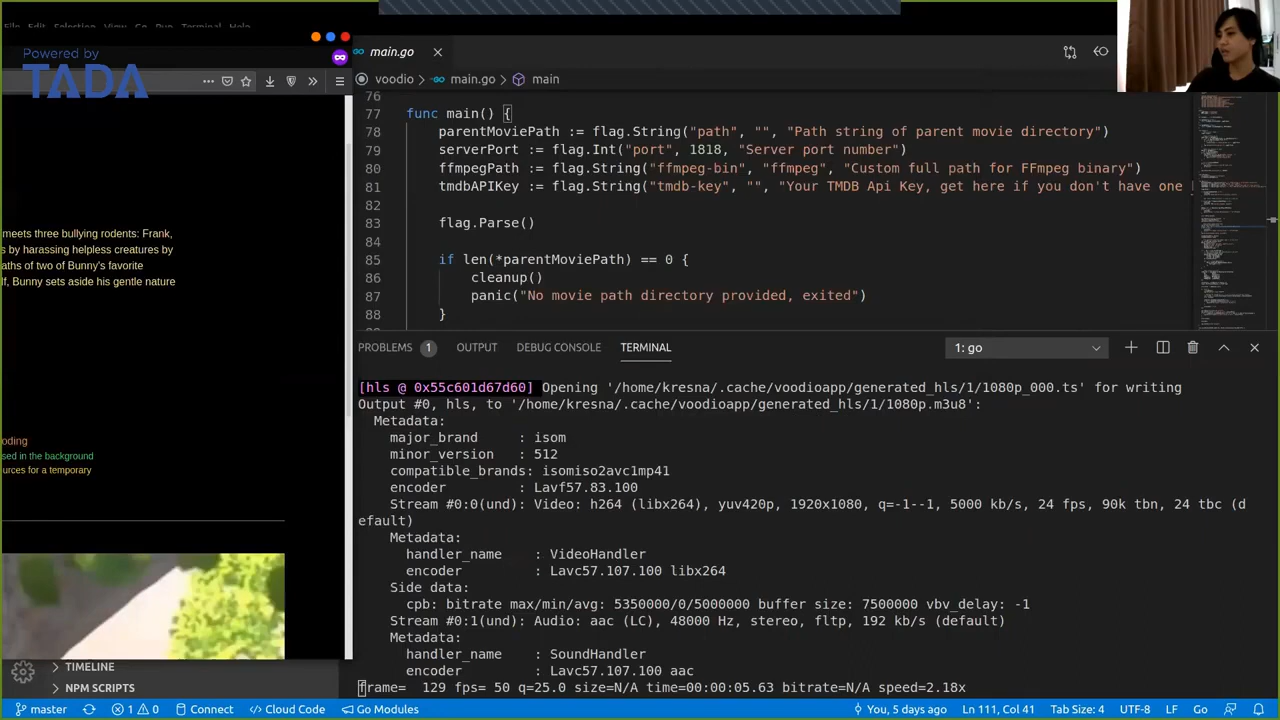 File Edit Selection View Go Run Terminal Help
Powered by
TADA
main.go
voodio > main.go > main
76
77 func main() {
78 parentMoviePath := flag.String("path", "", "Path string of parent movie directory")
79 serverPort := flag.Int("port", 1818, "Server port number")
80 ffmpegPath := flag.String("ffmpeg-bin", "ffmpeg", "Custom full path for FFmpeg binary")
81 tmdbAPIKey := flag.String("tmdb-key", "", "Your TMDB Api Key, get here if you don't have one
82
83 flag.Parse()
84
85 if len(*parentMoviePath) == 0 {
86 cleanup()
87 panic("No movie path directory provided, exited")
88 }
meets three bullying rodents: Frank,
s by harassing helpless creatures by
aths of two of Bunny's favorite
lf, Bunny sets aside his gentle nature
oding
sed in the background
urces for a temporary
PROBLEMS 1 OUTPUT DEBUG CONSOLE TERMINAL 1: go
[hls @ 0x55c601d67d60] Opening '/home/kresna/.cache/voodioapp/generated_hls/1/1080p_000.ts' for writing
Output #0, hls, to '/home/kresna/.cache/voodioapp/generated_hls/1/1080p.m3u8':
Metadata:
major_brand : isom
minor_version : 512
compatible_brands: isomiso2avc1mp41
encoder : Lavf57.83.100
Stream #0:0(und): Video: h264 (libx264), yuv420p, 1920x1080, q=-1--1, 5000 kb/s, 24 fps, 90k tbn, 24 tbc (d
efault)
Metadata:
handler_name : VideoHandler
encoder : Lavc57.107.100 libx264
Side data:
cpb: bitrate max/min/avg: 5350000/0/5000000 buffer size: 7500000 vbv_delay: -1
Stream #0:1(und): Audio: aac (LC), 48000 Hz, stereo, fltp, 192 kb/s (default)
Metadata:
handler_name : SoundHandler
encoder : Lavc57.107.100 aac
frame= 129 fps= 50 q=25.0 size=N/A time=00:00:05.63 bitrate=N/A speed=2.18x
TIMELINE
NPM SCRIPTS
master 1 0 Connect Cloud Code Go Modules You, 5 days ago Ln 111, Col 41 Tab Size: 4 UTF-8 LF Go